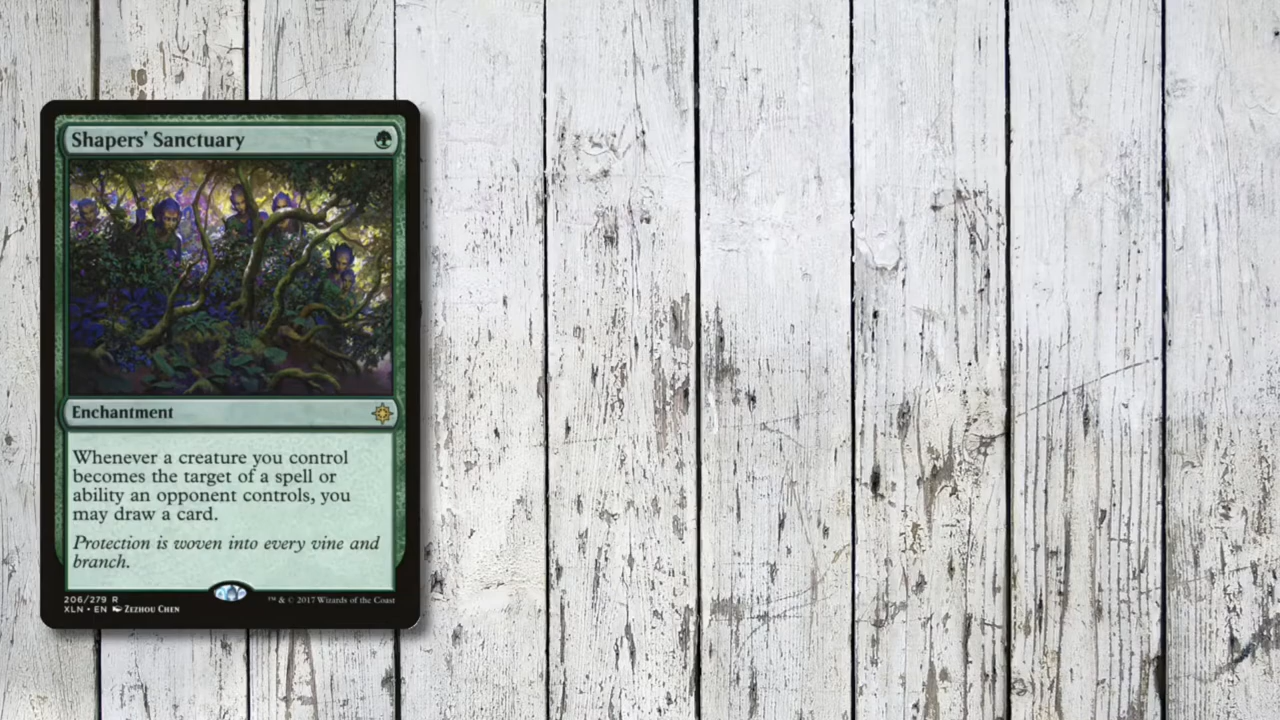 Shapers' Sanctuary
Enchantment
Whenever a creature you control
becomes the target of a spell or
ability an opponent controls, you
may draw a card.
Protection is woven into every vine and
branch.
206/279 R
XLN • EN Zezhou Chen
™ & © 2017 Wizards of the Coast